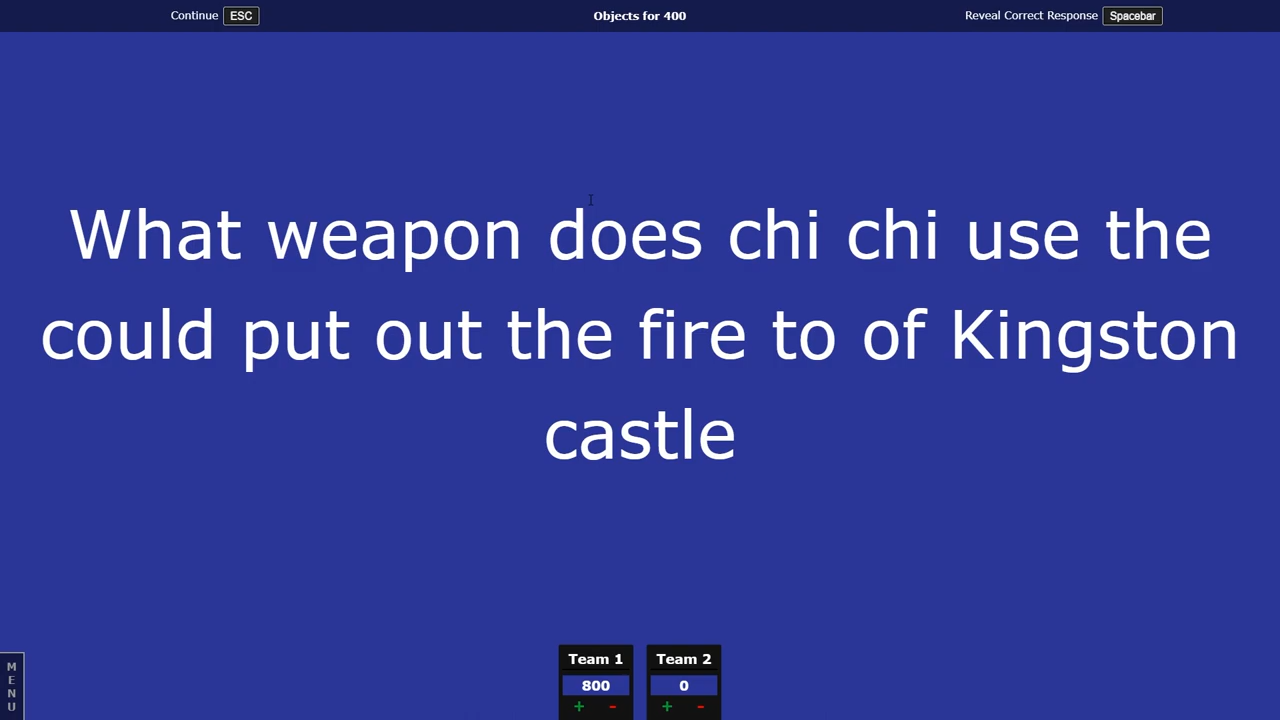 Continue ESC
Objects for 400
Reveal Correct Response Spacebar
What weapon does chi chi use the
could put out the fire to of Kingston
castle
MENU
Team 1
800
+ -
Team 2
0
+ -